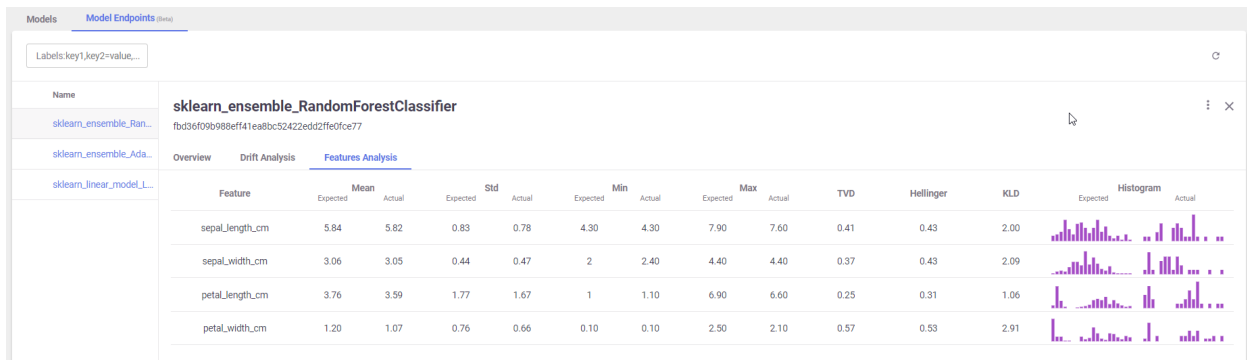 Models Model Endpoints (Beta)
Labels:key1,key2=value,...
Name
sklearn_ensemble_Ran...
sklearn_ensemble_Ada...
sklearn_linear_model_L...
sklearn_ensemble_RandomForestClassifier
fbd36f09b988eff41ea8bc52422edd2ffe0fce77
Overview Drift Analysis Features Analysis
Feature Mean Std Min Max TVD Hellinger KLD Histogram
Expected Actual Expected Actual Expected Actual Expected Actual Expected Actual
sepal_length_cm 5.84 5.82 0.83 0.78 4.30 4.30 7.90 7.60 0.41 0.43 2.00
sepal_width_cm 3.06 3.05 0.44 0.47 2 2.40 4.40 4.40 0.37 0.43 2.09
petal_length_cm 3.76 3.59 1.77 1.67 1 1.10 6.90 6.60 0.25 0.31 1.06
petal_width_cm 1.20 1.07 0.76 0.66 0.10 0.10 2.50 2.10 0.57 0.53 2.91